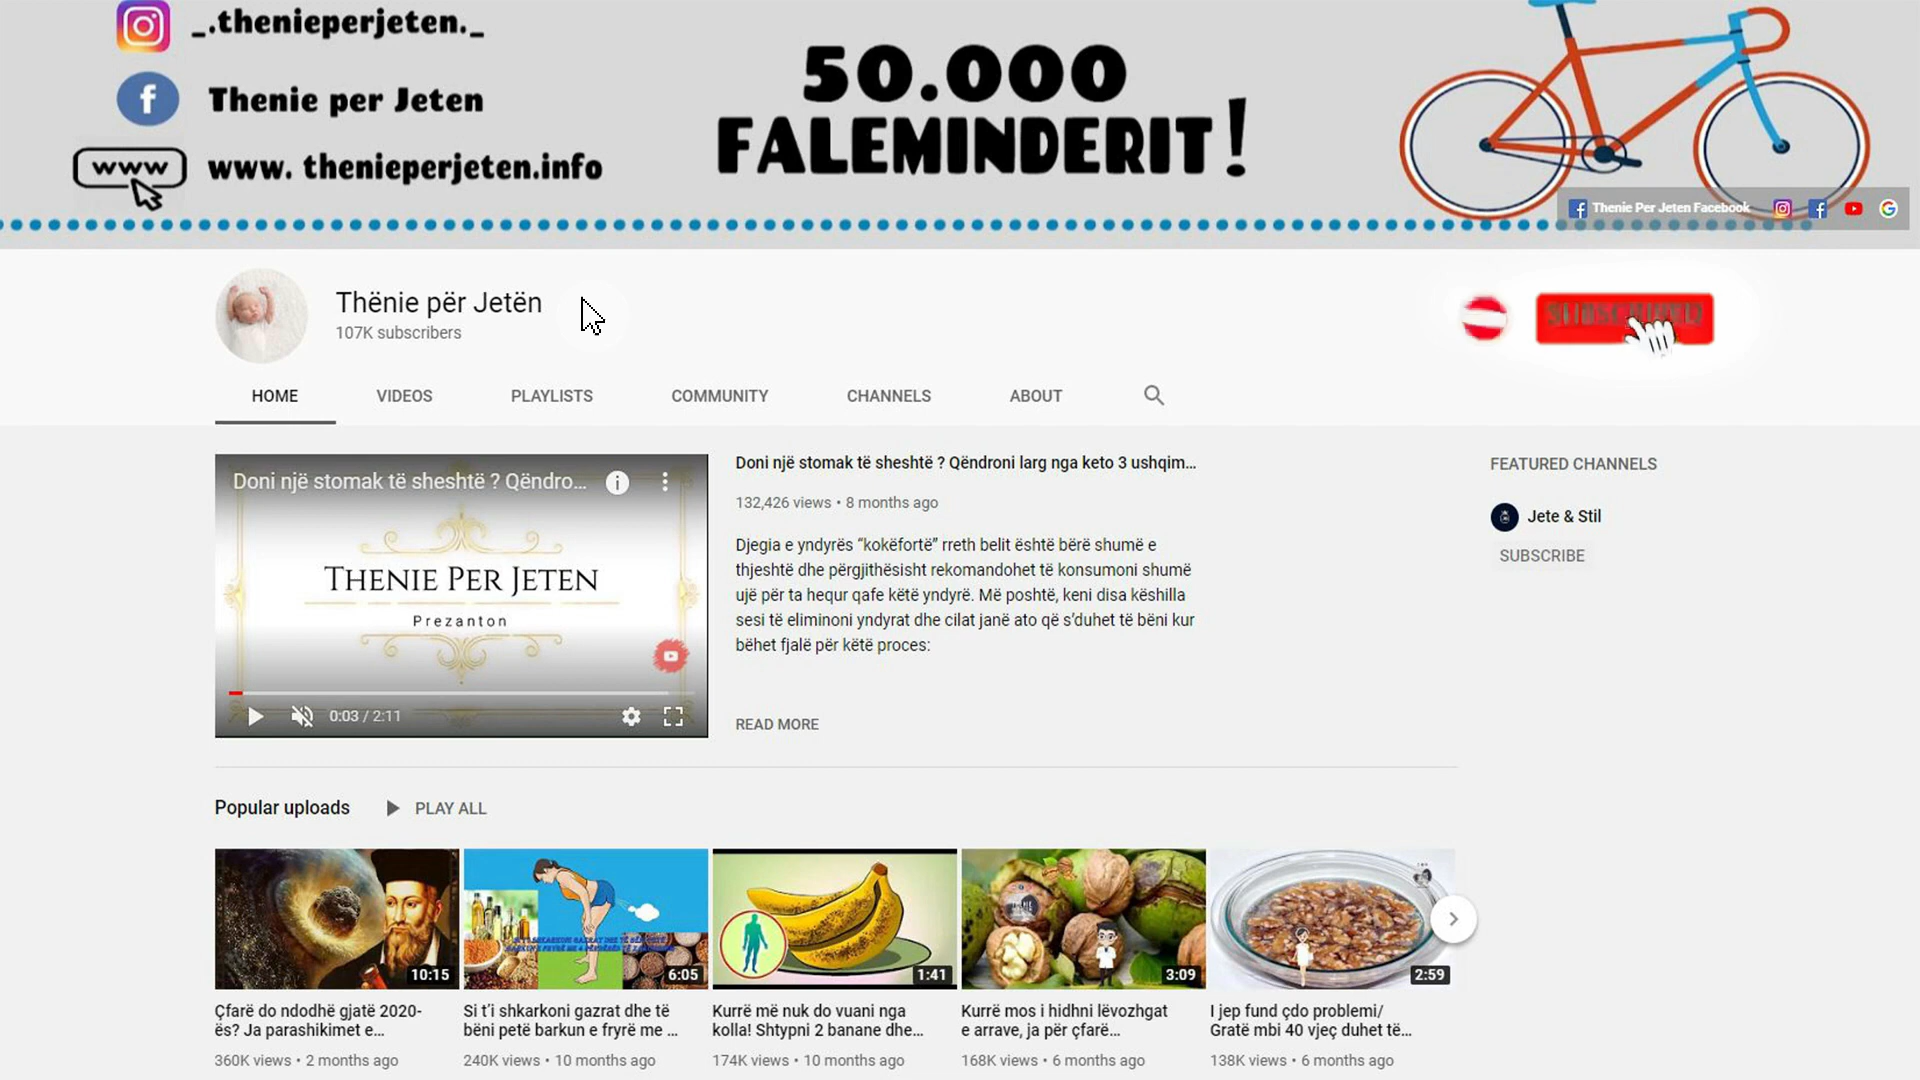 _.thenieperjeten._
Thenie per Jeten
www
www. thenieperjeten.info
50.000
FALEMINDERIT!
Thenie Per Jeten Facebook
Thënie për Jetën
107K subscribers
HOME
VIDEOS
PLAYLISTS
COMMUNITY
CHANNELS
ABOUT
Doni një stomak të sheshtë ? Qëndro...
THENIE PER JETEN
Prezanton
0:03 / 2:11
Doni një stomak të sheshtë ? Qëndroni larg nga keto 3 ushqim...
132,426 views • 8 months ago
Djegia e yndyrës “kokëfortë” rreth belit është bërë shumë e
thjeshtë dhe përgjithësisht rekomandohet të konsumoni shumë
ujë për ta hequr qafe këtë yndyrë. Më poshtë, keni disa këshilla
sesi të eliminoni yndyrat dhe cilat janë ato që s’duhet të bëni kur
bëhet fjalë për këtë proces:
READ MORE
FEATURED CHANNELS
Jete & Stil
SUBSCRIBE
Popular uploads
PLAY ALL
10:15
Çfarë do ndodhë gjatë 2020-
ës? Ja parashikimet e...
360K views • 2 months ago
6:05
Si t’i shkarkoni gazrat dhe të
bëni petë barkun e fryrë me ...
240K views • 10 months ago
1:41
Kurrë më nuk do vuani nga
kolla! Shtypni 2 banane dhe...
174K views • 10 months ago
3:09
Kurrë mos i hidhni lëvozhgat
e arrave, ja për çfarë...
168K views • 6 months ago
2:59
I jep fund çdo problemi/
Gratë mbi 40 vjeç duhet të...
138K views • 6 months ago